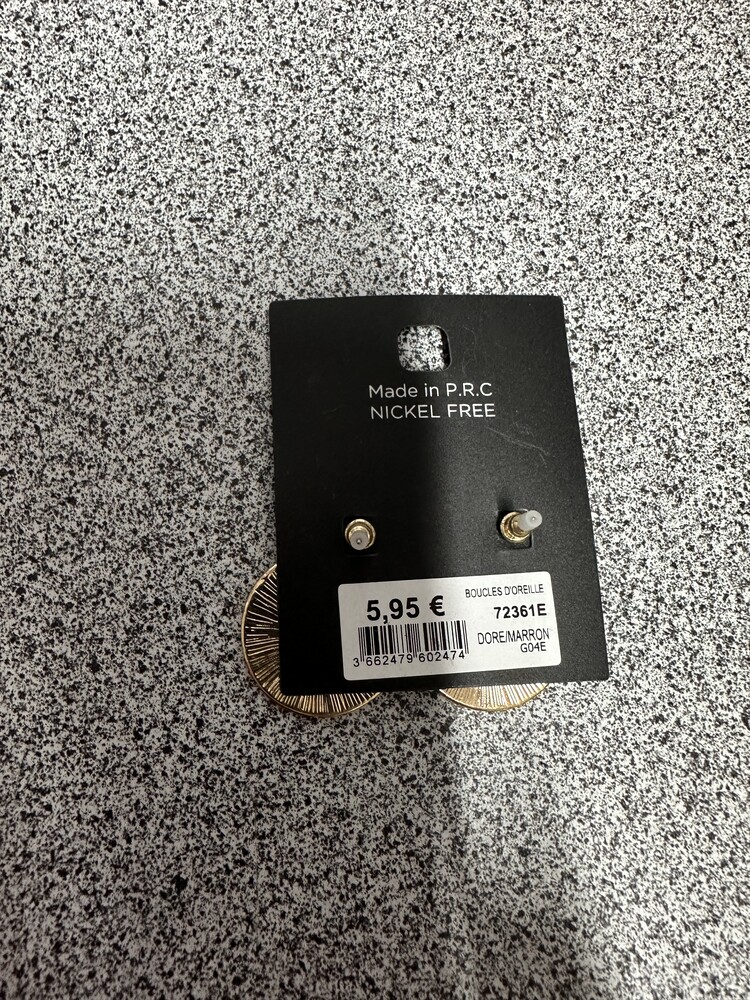 Made in P.R.C
NICKEL FREE
5,95 €
BOUCLES D'OREILLE
72361E
DORE/MARRON
G04E
3 662479 602474